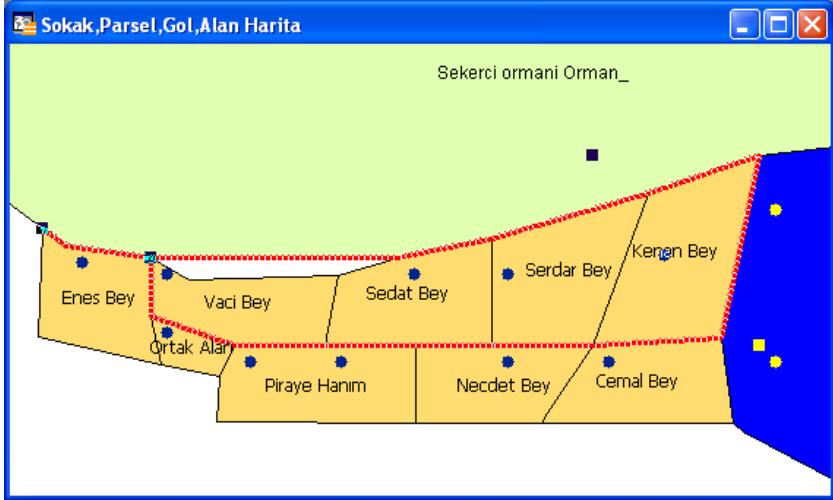 Sokak,Parsel,Gol,Alan Harita
Sekerci ormani Orman_
Kenan Bey
Serdar Bey
Sedat Bey
Enes Bey
Vaci Bey
Ortak Alan
Piraye Hanım
Necdet Bey
Cemal Bey